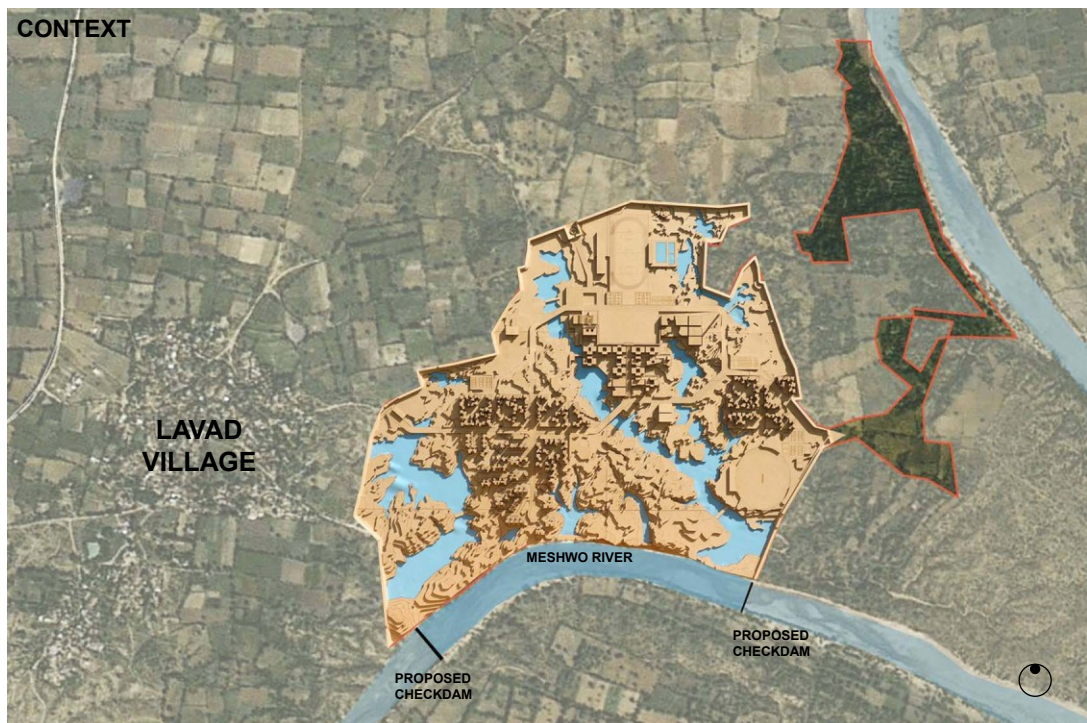 CONTEXT
LAVAD
VILLAGE
MESHWO RIVER
PROPOSED
CHECKDAM
PROPOSED
CHECKDAM